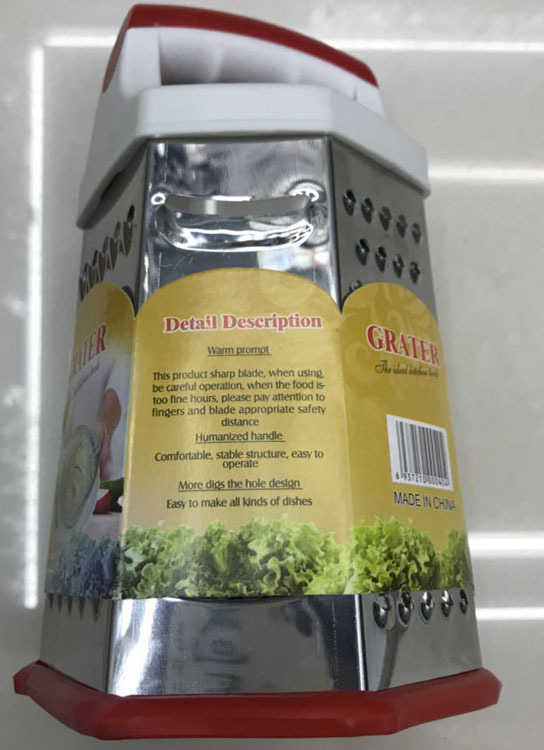 Detail Description
Warm prompt
This product sharp blade, when using,
be careful operation, when the food is
too fine hours, please pay attention to
fingers and blade appropriate safety
distance
Humanized handle
Comfortable, stable structure, easy to
operate
More digs the hole design
Easy to make all kinds of dishes
GRATER
The ideal kitchen tools
MADE IN CHINA
RATER